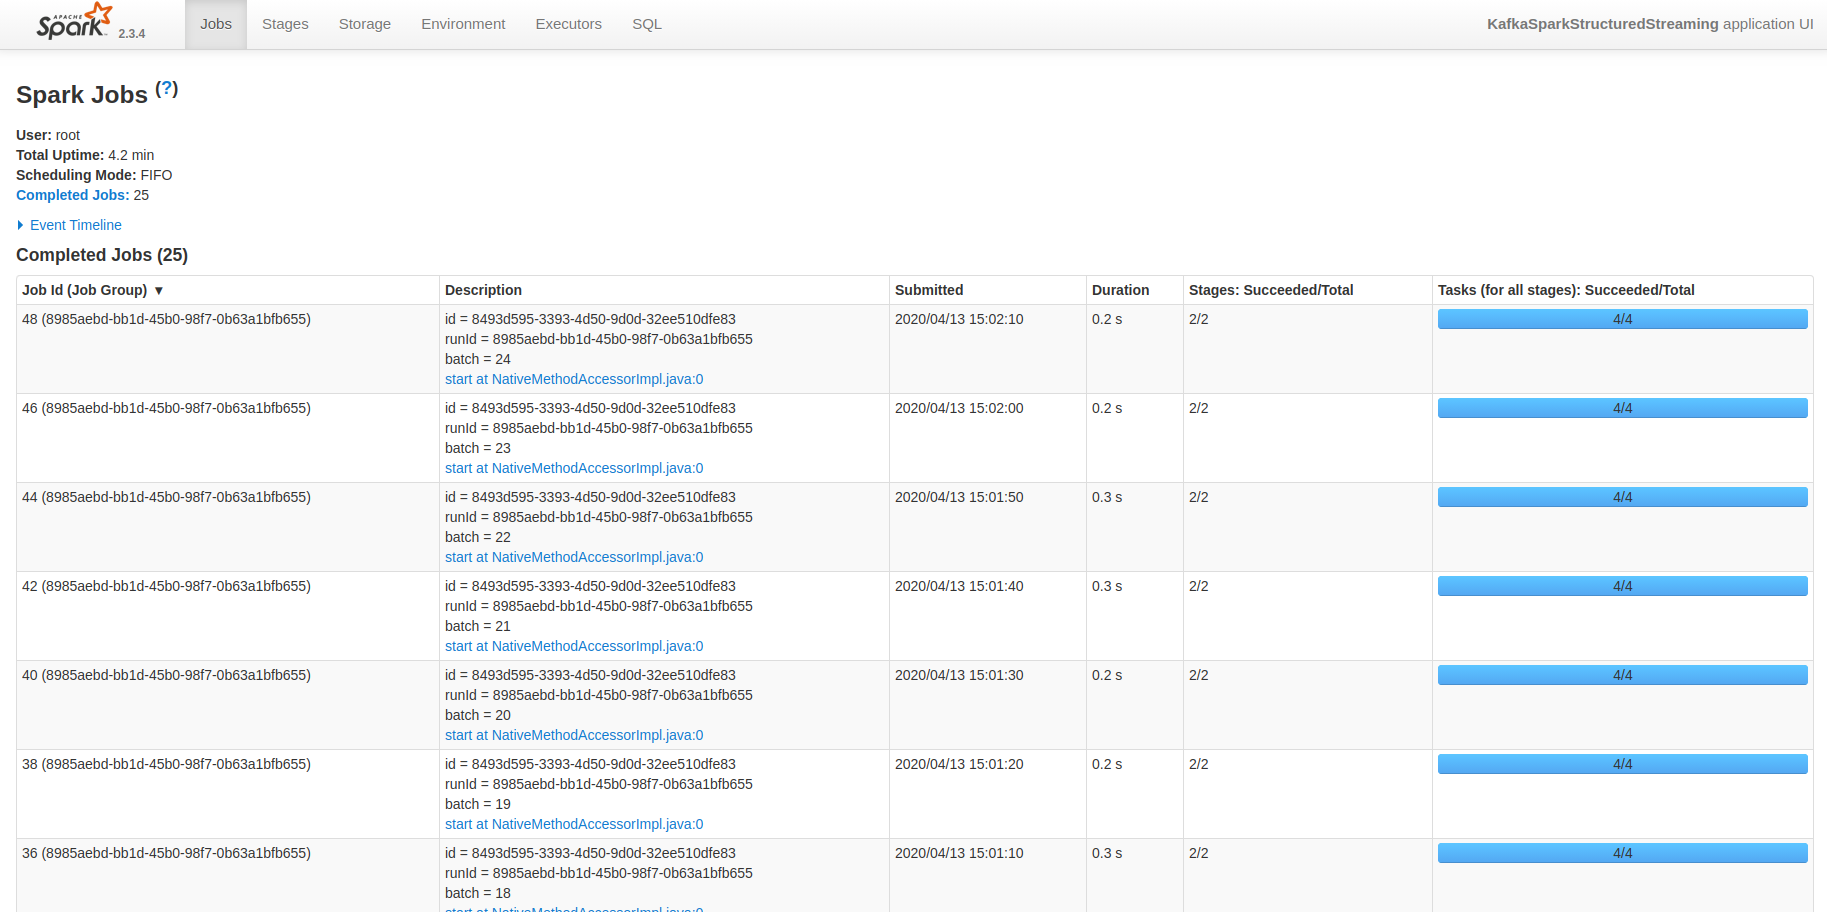 APACHE
Spark 2.3.4 Jobs Stages Storage Environment Executors SQL KafkaSparkStructuredStreaming application UI
Spark Jobs (?)
User: root
Total Uptime: 4.2 min
Scheduling Mode: FIFO
Completed Jobs: 25
Event Timeline
Completed Jobs (25)
Job Id (Job Group) ▼ Description Submitted Duration Stages: Succeeded/Total Tasks (for all stages): Succeeded/Total
48 (8985aebd-bb1d-45b0-98f7-0b63a1bfb655) id = 8493d595-3393-4d50-9d0d-32ee510dfe83 2020/04/13 15:02:10 0.2 s 2/2 4/4
runId = 8985aebd-bb1d-45b0-98f7-0b63a1bfb655
batch = 24
start at NativeMethodAccessorImpl.java:0
46 (8985aebd-bb1d-45b0-98f7-0b63a1bfb655) id = 8493d595-3393-4d50-9d0d-32ee510dfe83 2020/04/13 15:02:00 0.2 s 2/2 4/4
runId = 8985aebd-bb1d-45b0-98f7-0b63a1bfb655
batch = 23
start at NativeMethodAccessorImpl.java:0
44 (8985aebd-bb1d-45b0-98f7-0b63a1bfb655) id = 8493d595-3393-4d50-9d0d-32ee510dfe83 2020/04/13 15:01:50 0.3 s 2/2 4/4
runId = 8985aebd-bb1d-45b0-98f7-0b63a1bfb655
batch = 22
start at NativeMethodAccessorImpl.java:0
42 (8985aebd-bb1d-45b0-98f7-0b63a1bfb655) id = 8493d595-3393-4d50-9d0d-32ee510dfe83 2020/04/13 15:01:40 0.3 s 2/2 4/4
runId = 8985aebd-bb1d-45b0-98f7-0b63a1bfb655
batch = 21
start at NativeMethodAccessorImpl.java:0
40 (8985aebd-bb1d-45b0-98f7-0b63a1bfb655) id = 8493d595-3393-4d50-9d0d-32ee510dfe83 2020/04/13 15:01:30 0.2 s 2/2 4/4
runId = 8985aebd-bb1d-45b0-98f7-0b63a1bfb655
batch = 20
start at NativeMethodAccessorImpl.java:0
38 (8985aebd-bb1d-45b0-98f7-0b63a1bfb655) id = 8493d595-3393-4d50-9d0d-32ee510dfe83 2020/04/13 15:01:20 0.2 s 2/2 4/4
runId = 8985aebd-bb1d-45b0-98f7-0b63a1bfb655
batch = 19
start at NativeMethodAccessorImpl.java:0
36 (8985aebd-bb1d-45b0-98f7-0b63a1bfb655) id = 8493d595-3393-4d50-9d0d-32ee510dfe83 2020/04/13 15:01:10 0.3 s 2/2 4/4
runId = 8985aebd-bb1d-45b0-98f7-0b63a1bfb655
batch = 18
start at NativeMethodAccessorImpl.java:0